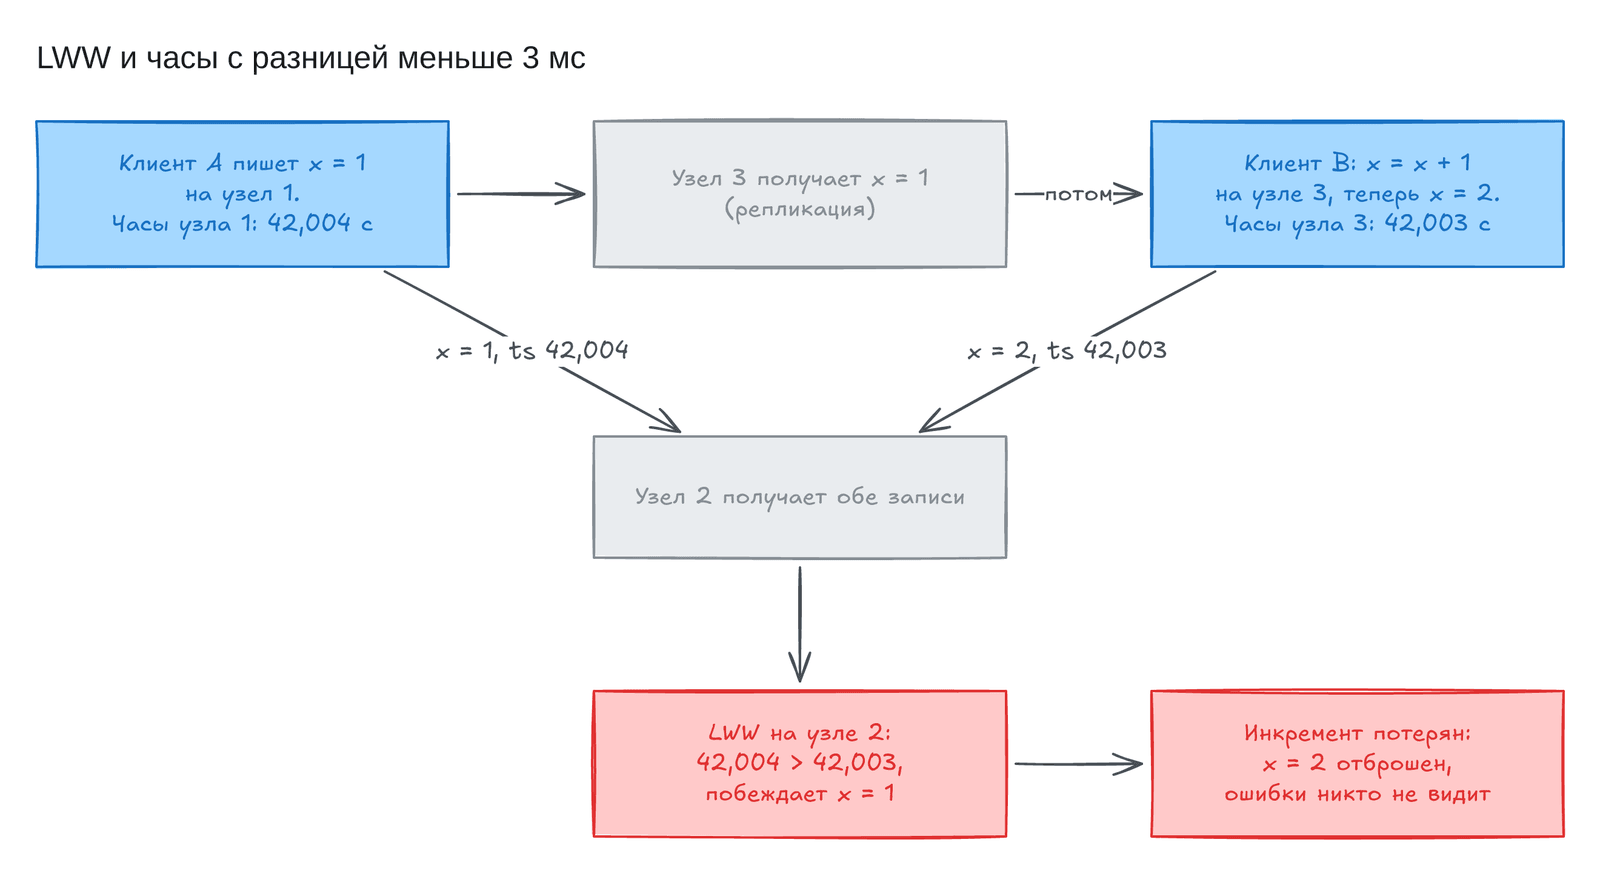 LWW и часы с разницей меньше 3 мс
Клиент A пишет x = 1
на узел 1.
Часы узла 1: 42,004 с
Узел 3 получает x = 1
(репликация)
потом
Клиент B: x = x + 1
на узле 3, теперь x = 2.
Часы узла 3: 42,003 с
x = 1, ts 42,004
x = 2, ts 42,003
Узел 2 получает обе записи
LWW на узле 2:
42,004 > 42,003,
побеждает x = 1
Инкремент потерян:
x = 2 отброшен,
ошибки никто не видит